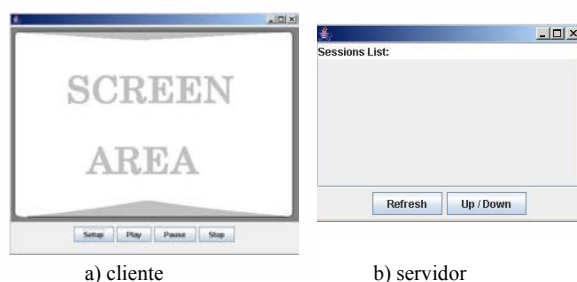 SCREEN
AREA
Setup Play Pause Stop
a) cliente
Sessions List:
Refresh Up / Down
b) servidor